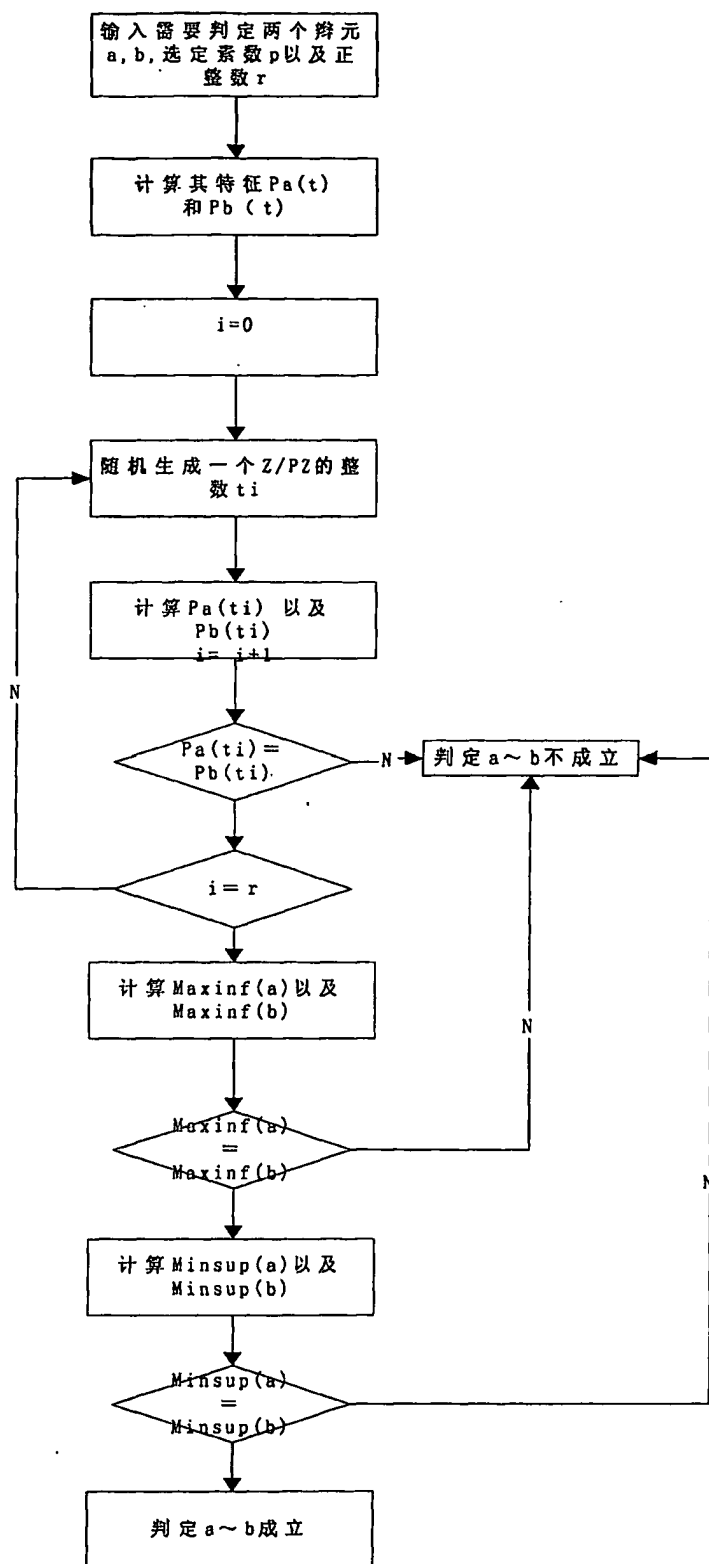 输入需要判定两个辫元
a,b,选定素数p以及正
整数r
计算其特征Pa(t)
和Pb(t)
i=0
随机生成一个Z/PZ的整
数ti
计算Pa(ti) 以及
Pb(ti)
i= i+1
N
Pa(ti)=
Pb(ti)
N
判定a~b不成立
i=r
计算Maxinf(a)以及
Maxinf(b)
N
Maxinf(a)
=
Maxinf(b)
N
计算Minsup(a)以及
Minsup(b)
Minsup(a)
=
Minsup(b)
判定a~b成立